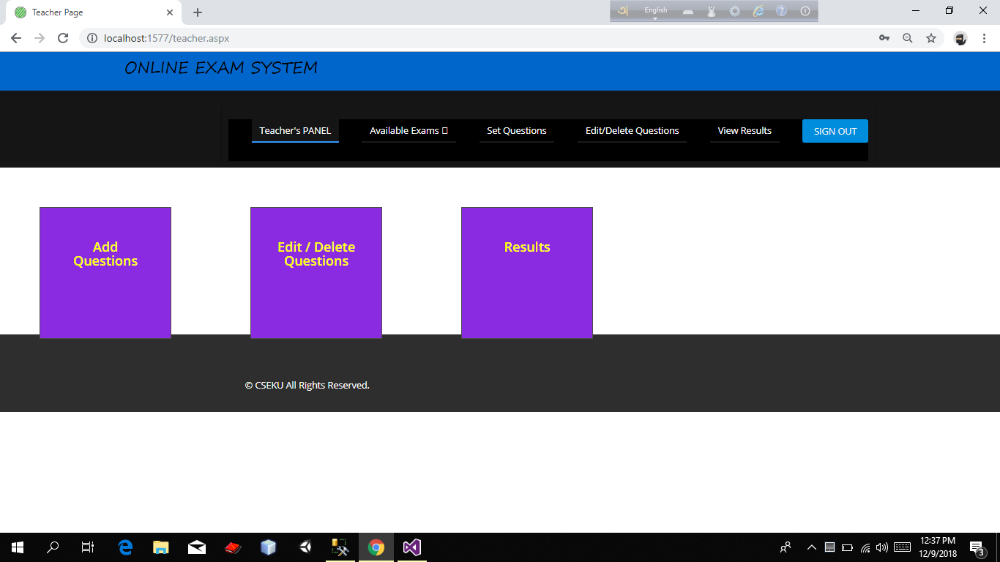 Teacher Page
অ English
localhost:1577/teacher.aspx
ONLINE EXAM SYSTEM
Teacher's PANEL Available Exams Set Questions Edit/Delete Questions View Results SIGN OUT
Add
Questions
Edit / Delete
Questions
Results
© CSEKU All Rights Reserved.
12:37 PM
12/9/2018
3